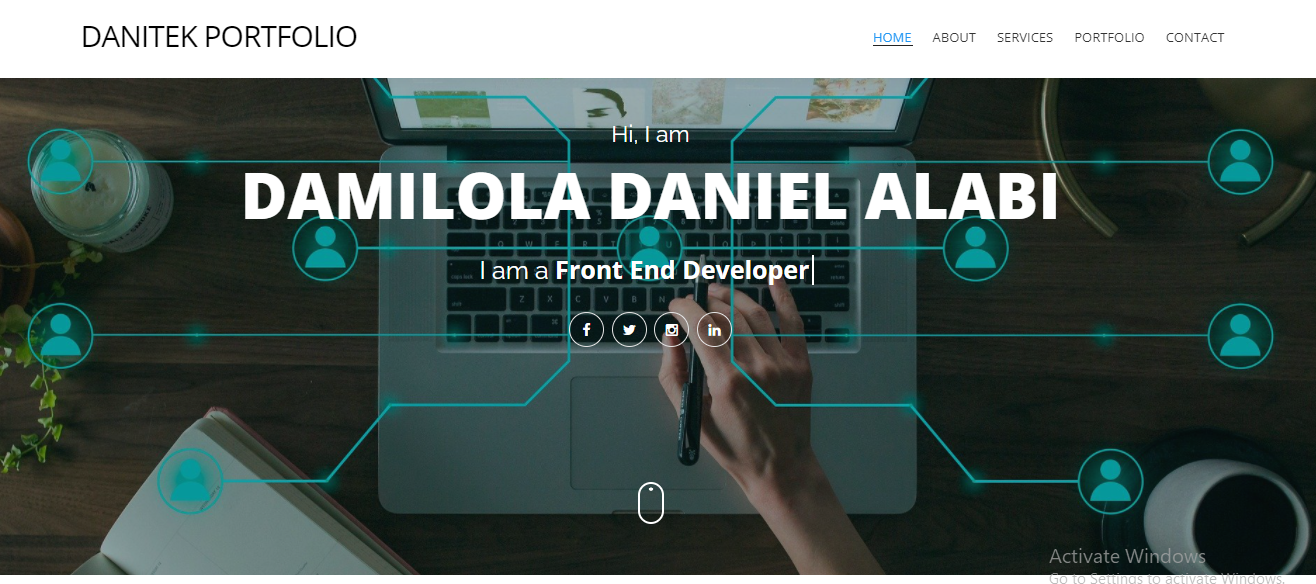 DANITEK PORTFOLIO
HOME ABOUT SERVICES PORTFOLIO CONTACT
Hi, I am
DAMILOLA DANIEL ALABI
I am a Front End Developer
Activate Windows
Go to Settings to activate Windows.